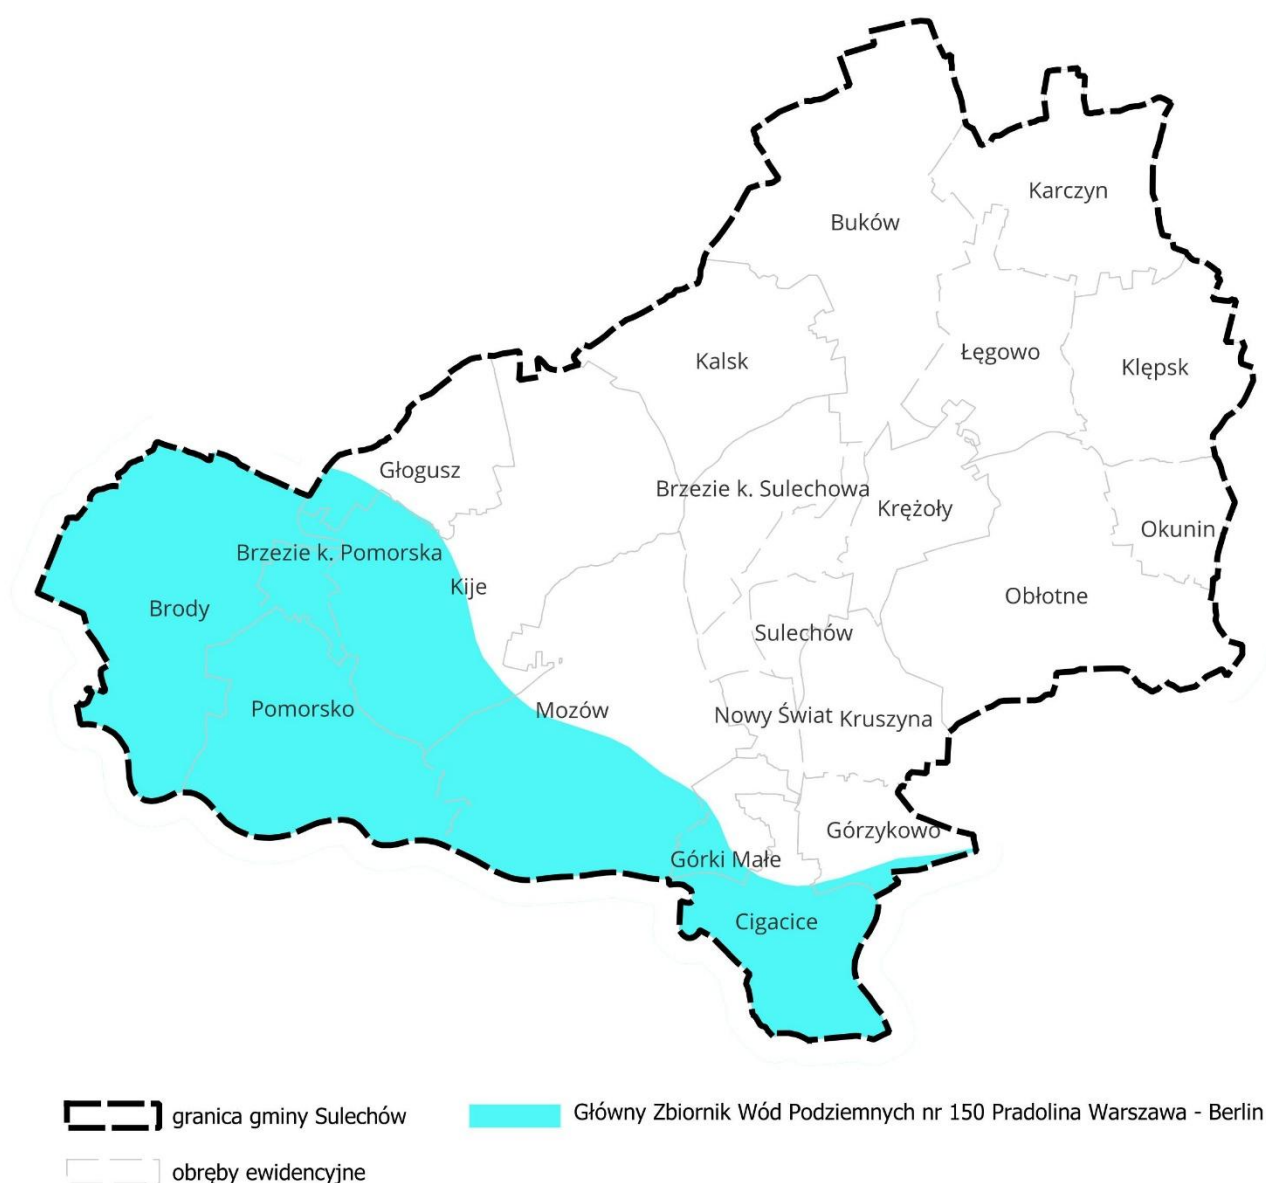 Karczyn
Buków
Łęgowo
Kalsk
Klępsk
Głogusz
Brzezie k. Sulechowa
Krężoły
Okunin
Brzezie k. Pomorska
Kije
Brody
Obłotne
Sulechów
Pomorsko
Mozów
Nowy Świat
Kruszyna
Górzykowo
Górki Małe
Cigacice
granica gminy Sulechów
Główny Zbiornik Wód Podziemnych nr 150 Pradolina Warszawa - Berlin
obręby ewidencyjne